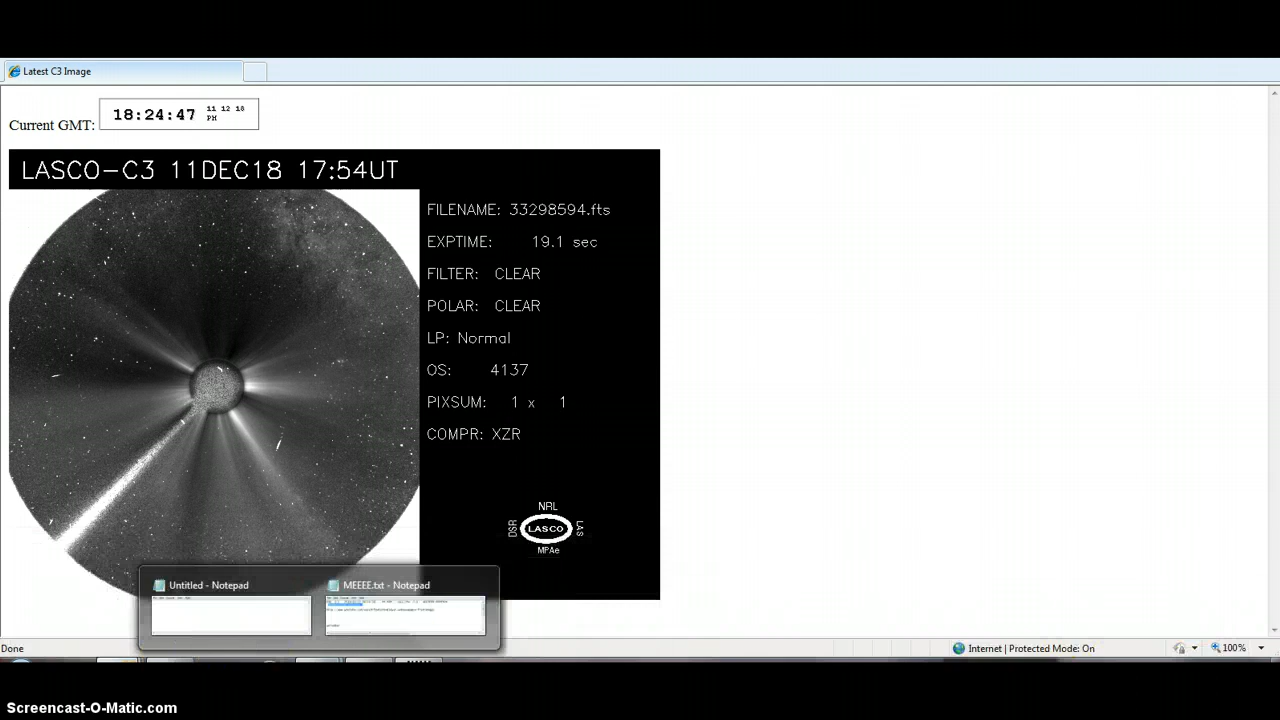 Latest C3 Image
Current GMT:
18:24:47
11 12 18
PM
LASCO-C3 11DEC18 17:54UT
FILENAME: 33298594.fts
EXPTIME: 19.1 sec
FILTER: CLEAR
POLAR: CLEAR
LP: Normal
OS: 4137
PIXSUM: 1 x 1
COMPR: XZR
NRL
DSR
LASCO
LAS
MPAe
Untitled - Notepad
MEEEE.txt - Notepad
Done
Internet | Protected Mode: On
100%
Screencast-O-Matic.com